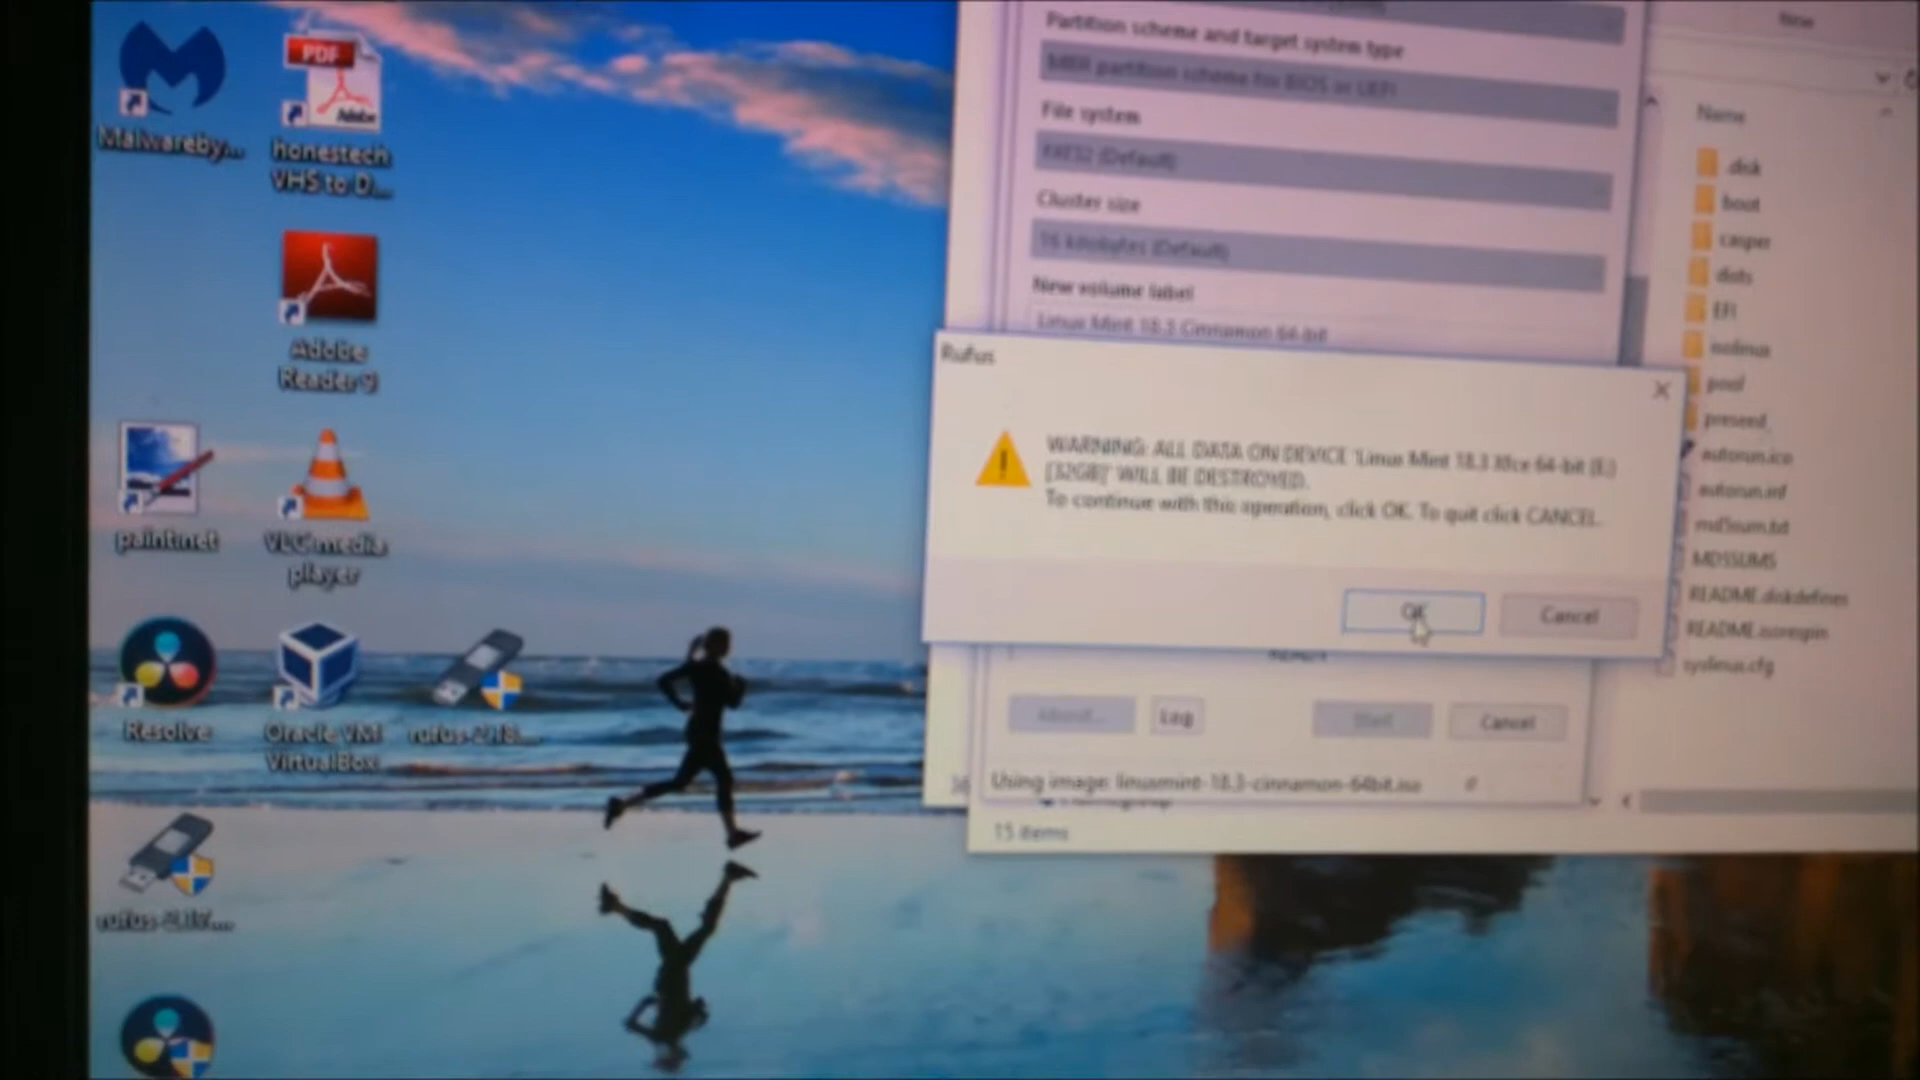 Malwareby...
PDF
Adobe
honestech
VHS to D...
Adobe
Reader 9
paint.net
VLC media
player
Resolve
Oracle VM
VirtualBox
rufus-2.18...
Partition scheme and target system type
MBR partition scheme for BIOS or UEFI
File system
FAT32 (Default)
Cluster size
16 kilobytes (Default)
New volume label
Linux Mint 18.3 Cinnamon 64-bit
Rufus
WARNING: ALL DATA ON DEVICE 'Linux Mint 18.3 Xfce 64-bit (E:)
[32GB]' WILL BE DESTROYED.
To continue with this operation, click OK. To quit click CANCEL.
OK
Cancel
READY
About...
Log
Start
Cancel
Using image: linuxmint-18.3-cinnamon-64bit.iso
15 items
New
Name
.disk
boot
casper
dists
EFI
isolinux
pool
preseed
autorun.ico
autorun.inf
md5sum.txt
MD5SUMS
README.diskdefines
syslinux.cfg